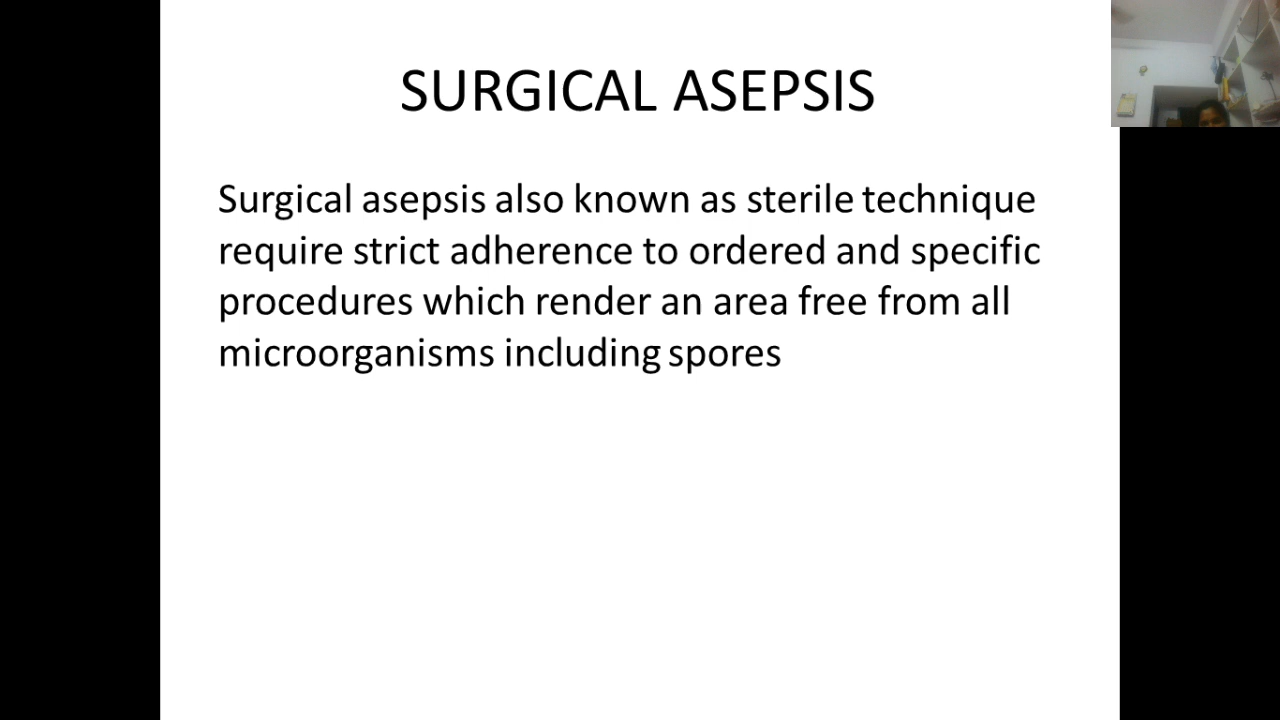 SURGICAL ASEPSIS
Surgical asepsis also known as sterile technique
require strict adherence to ordered and specific
procedures which render an area free from all
microorganisms including spores